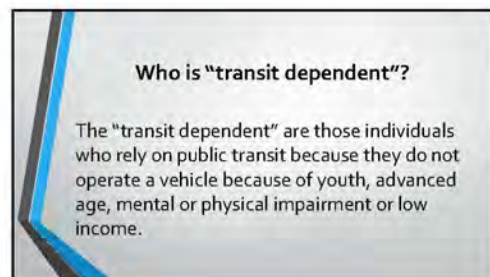 Who is “transit dependent”?
The “transit dependent” are those individuals
who rely on public transit because they do not
operate a vehicle because of youth, advanced
age, mental or physical impairment or low
income.